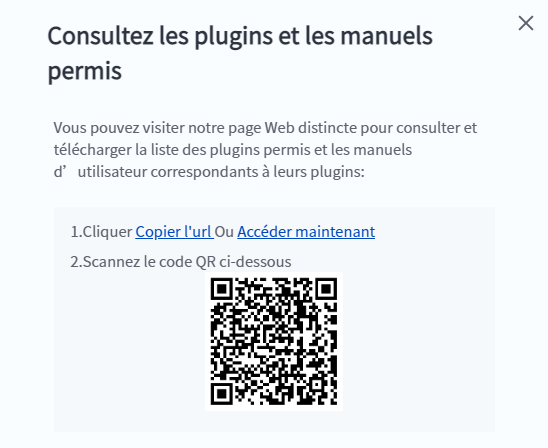 Consultez les plugins et les manuels
permis
Vous pouvez visiter notre page Web distincte pour consulter et
télécharger la liste des plugins permis et les manuels
d’ utilisateur correspondants à leurs plugins:
1.Cliquer Copier l'url Ou Accéder maintenant
2.Scannez le code QR ci-dessous